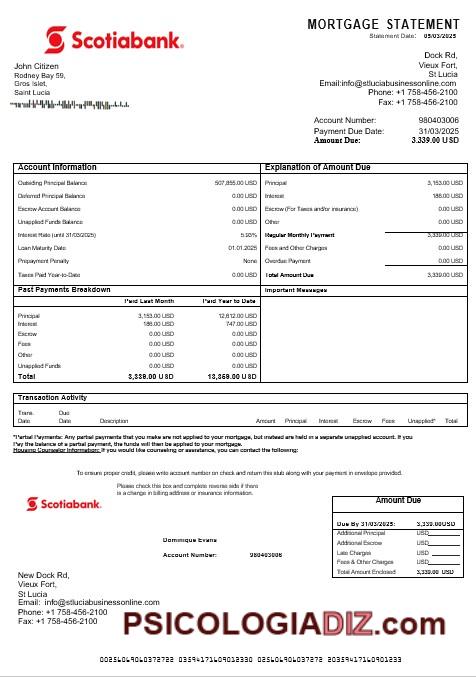 Scotiabank
MORTGAGE STATEMENT
Statement Date: 05/03/2025
John Citizen
Rodney Bay 59,
Gros Islet,
Saint Lucia
Dock Rd,
Vieux Fort,
St Lucia
Email:info@stluciabusinessonline.com
Phone: +1 758-456-2100
Fax: +1 758-456-2100
Account Number: 980403006
Payment Due Date: 31/03/2025
Amount Due: 3,339.00 USD
Account Information
Outsiding Principal Balance 507,855.00 USD
Deferred Principal Balance 0.00 USD
Escrow Account Balance 0.00 USD
Unapplied Funds Balance 0.00 USD
Interest Rate (until 31/03/2025) 5.93%
Loan Maturity Date 01.01.2025
Prepayment Penalty None
Taxes Paid Year-to-Date 0.00 USD
Explanation of Amount Due
Principal 3,153.00 USD
Interest 186.00 USD
Escrow (For Taxes and/or insurance) 0.00 USD
Other 0.00 USD
Regular Monthly Payment 3,339.00 USD
Fees and Other Charges 0.00 USD
Overdue Payment 0.00 USD
Total Amount Due 3,339.00 USD
Past Payments Breakdown
Paid Last Month Paid Year to Date
Principal 3,153.00 USD 12,612.00 USD
Interest 186.00 USD 747.00 USD
Escrow 0.00 USD 0.00 USD
Fees 0.00 USD 0.00 USD
Other 0.00 USD 0.00 USD
Unapplied Funds 0.00 USD 0.00 USD
Total 3,339.00 USD 13,359.00 USD
Important Messages
Transaction Activity
Trans. Date Due Date Description Amount Principal Interest Escrow Fees Unapplied* Total
*Partial Payments: Any partial payments that you make are not applied to your mortgage, but instead are held in a separate unapplied account. If you
Pay the balance of a partial payment, the funds will then be applied to your mortgage.
Housing Counselor Information: If you would like counseling or assistance, you can contact the following:
To ensure proper credit, please write account number on check and return this stub along with your payment in envelope provided.
Please check this box and complete reverse side if there
is a change in billing address or insurance information.
Scotiabank
Dominique Evans
Account Number: 980403006
Amount Due
Due By 31/03/2025: 3,339.00USD
Additional Principal USD
Additional Escrow USD
Late Charges USD
Fees & Other Charges USD
Total Amount Enclosed 3,339.00 USD
New Dock Rd,
Vieux Fort,
St Lucia
Email: info@stluciabusinessonline.com
Phone: +1 758-456-2100
Fax: +1 758-456-2100
PSICOLOGIADIZ.com